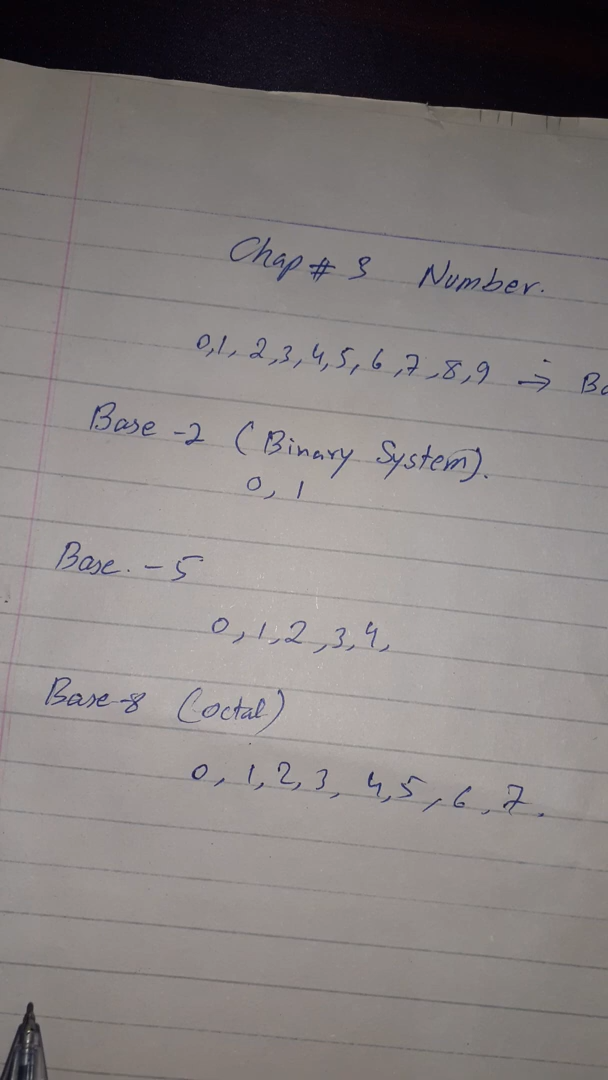 Chap # 3 Number.
0,1, 2,3,4,5, 6,7,8,9 →
Base -2 (Binary System).
0, 1
Base. - 5
0, 1, 2, 3, 4,
Base-8 (octal)
0, 1, 2, 3, 4, 5, 6, 7.